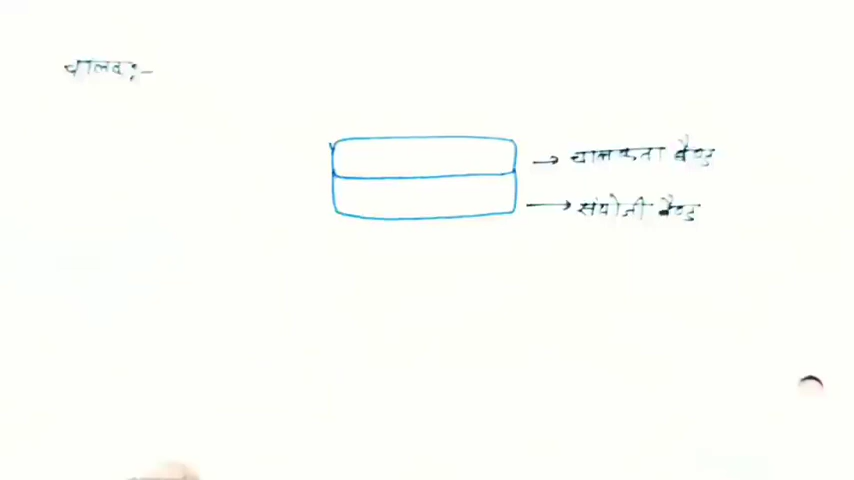 चालक:-
→ चालकता बैण्ड
→ संयोजी बैण्ड